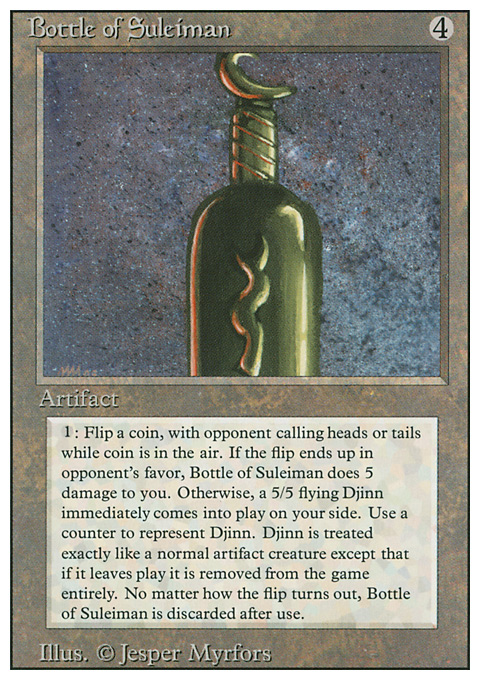 Bottle of Suleiman 4
Artifact
1: Flip a coin, with opponent calling heads or tails
while coin is in the air. If the flip ends up in
opponent's favor, Bottle of Suleiman does 5
damage to you. Otherwise, a 5/5 flying Djinn
immediately comes into play on your side. Use a
counter to represent Djinn. Djinn is treated
exactly like a normal artifact creature except that
if it leaves play it is removed from the game
entirely. No matter how the flip turns out, Bottle
of Suleiman is discarded after use.
Illus. © Jesper Myrfors